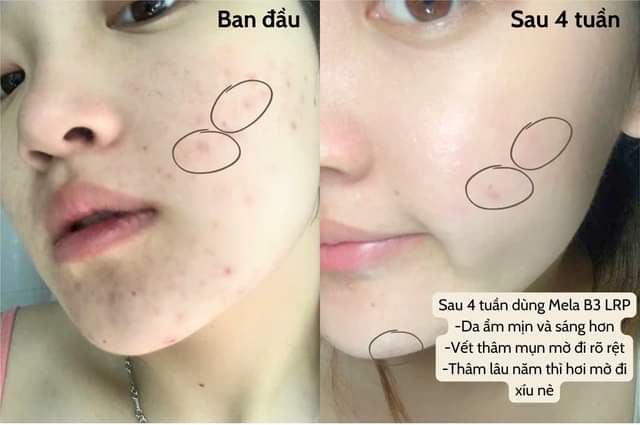 Ban đầu
Sau 4 tuần
Sau 4 tuần dùng Mela B3 LRP
-Da ẩm mịn và sáng hơn
-Vết thâm mụn mờ đi rõ rệt
-Thâm lâu năm thì hơi mờ đi
xíu nè